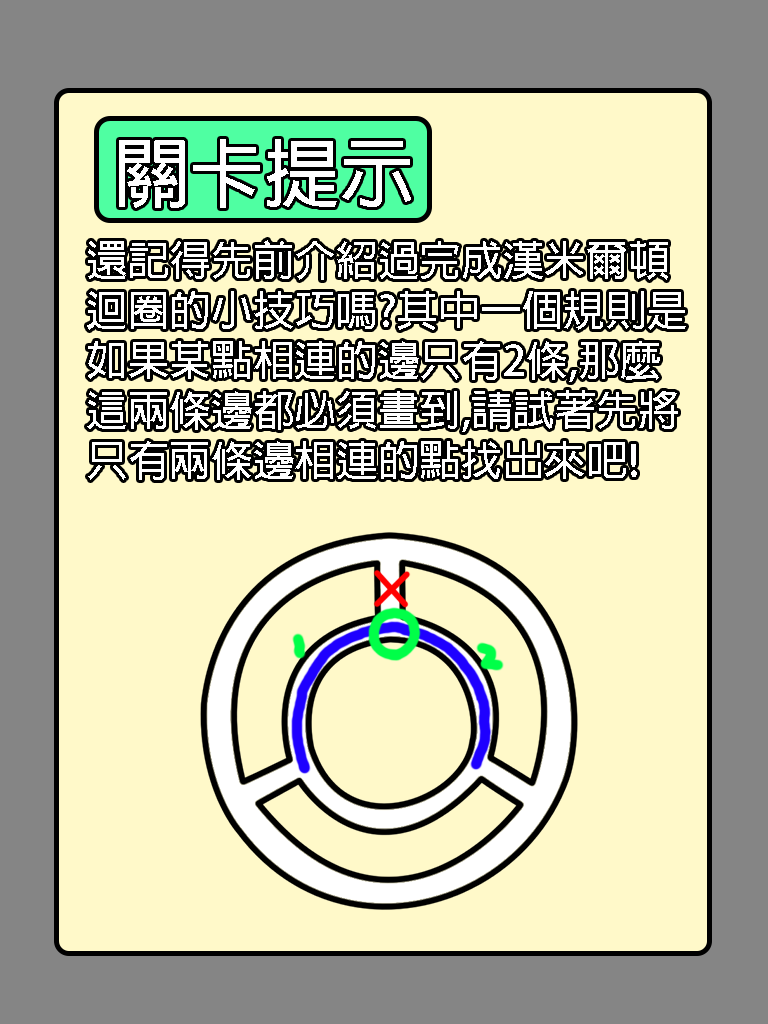 關卡提示
還記得先前介紹過完成漢米爾頓
迴圈的小技巧嗎?其中一個規則是
如果某點相連的邊只有2條,那麼
這兩條邊都必須畫到,請試著先將
只有兩條邊相連的點找出來吧!
1
2